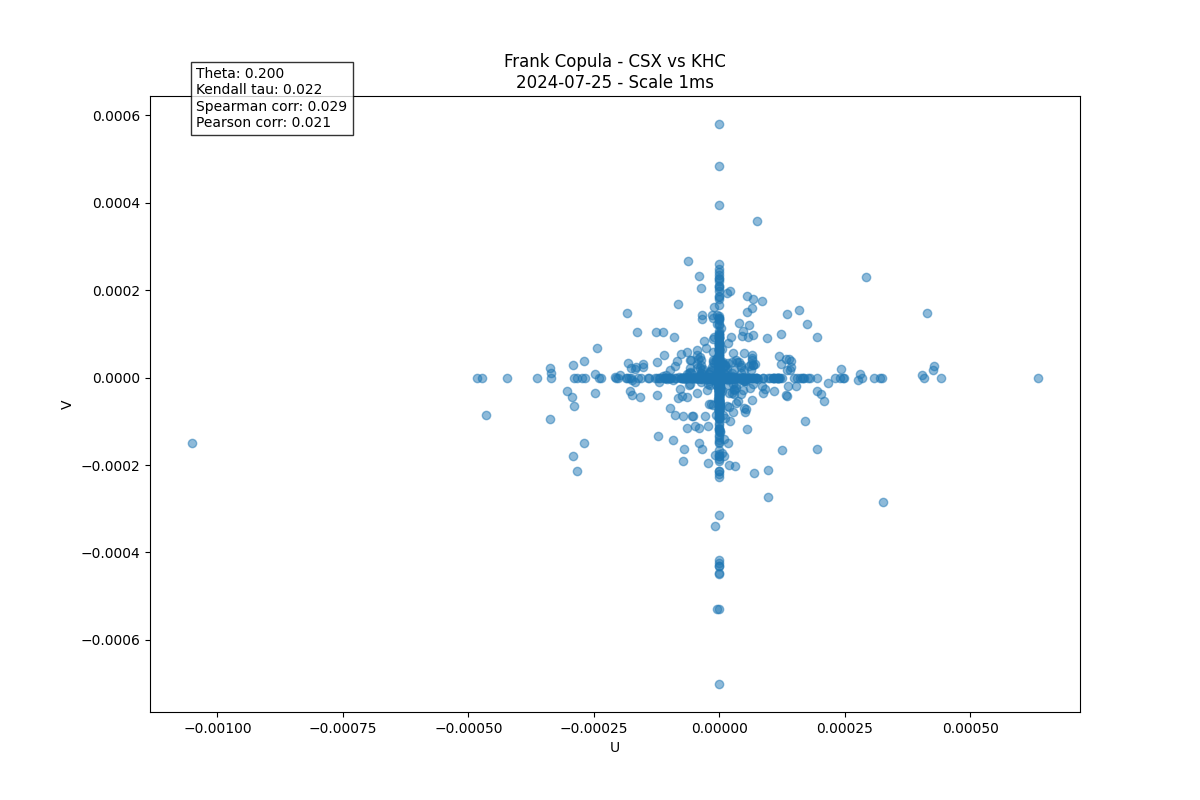 Frank Copula - CSX vs KHC
2024-07-25 - Scale 1ms
Theta: 0.200
Kendall tau: 0.022
Spearman corr: 0.029
Pearson corr: 0.021
0.0006
0.0004
0.0002
0.0000
−0.0002
−0.0004
−0.0006
V
−0.00100
−0.00075
−0.00050
−0.00025
0.00000
0.00025
0.00050
U